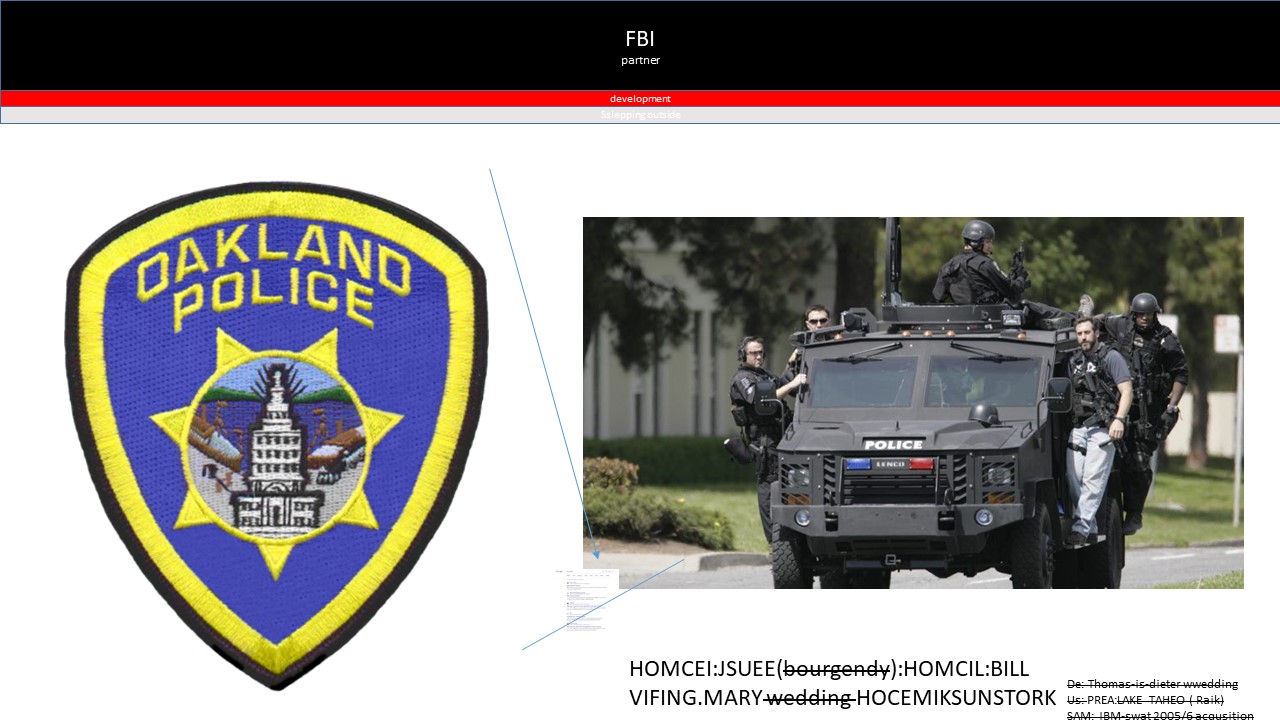 FBI
partner
development
Sslepping outside
OAKLAND
POLICE
POLICE
LENCO
HOMCEI:JSUEE(bourgendy):HOMCIL:BILL
VIFING.MARY wedding HOCEMIKSUNSTORK
De: Thomas-is-dieter wwedding
Us: PREA:LAKE TAHEO ( Raik)
SAM: IBM-swat 2005/6 acqusition